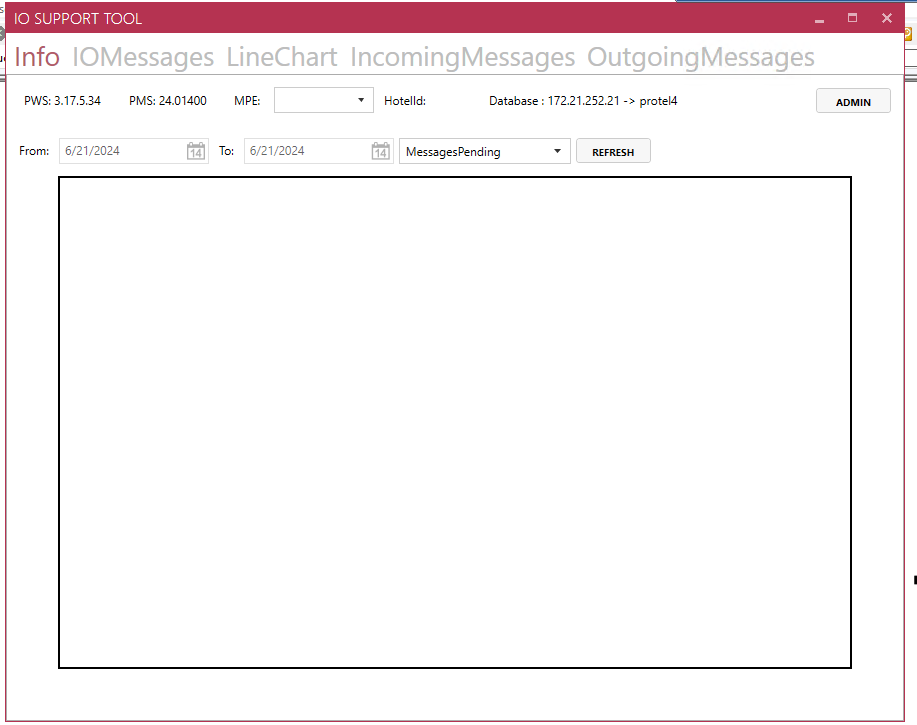 IO SUPPORT TOOL
Info IOMessages LineChart IncomingMessages OutgoingMessages
PWS: 3.17.5.34 PMS: 24.01400 MPE: HotelId: Database : 172.21.252.21 -> protel4 ADMIN
From: 6/21/2024 14 To: 6/21/2024 14 MessagesPending REFRESH